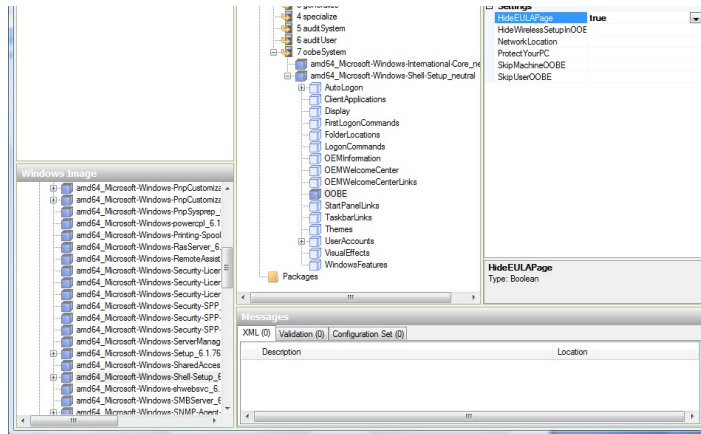 4 specialize
5 auditSystem
6 auditUser
7 oobeSystem
amd64_Microsoft-Windows-International-Core_ne
amd64_Microsoft-Windows-Shell-Setup_neutral
AutoLogon
ClientApplications
Display
FirstLogonCommands
FolderLocations
LogonCommands
OEMInformation
OEMWelcomeCenter
OEMWelcomeCenterLinks
OOBE
StartPanelLinks
TaskbarLinks
Themes
UserAccounts
VisualEffects
WindowsFeatures
Packages
Settings
HideEULAPage true
HideWirelessSetupInOOBE
NetworkLocation
ProtectYourPC
SkipMachineOOBE
SkipUserOOBE
HideEULAPage
Type: Boolean
Windows Image
amd64_Microsoft-Windows-PnpCustomiza
amd64_Microsoft-Windows-PnpCustomiza
amd64_Microsoft-Windows-PnpSysprep_
amd64_Microsoft-Windows-powercpl_6.1
amd64_Microsoft-Windows-Printing-Spool
amd64_Microsoft-Windows-RasServer_6.
amd64_Microsoft-Windows-RemoteAssist
amd64_Microsoft-Windows-Security-Licen
amd64_Microsoft-Windows-Security-Licen
amd64_Microsoft-Windows-Security-Licen
amd64_Microsoft-Windows-Security-SPP_
amd64_Microsoft-Windows-Security-SPP-
amd64_Microsoft-Windows-Security-SPP-
amd64_Microsoft-Windows-ServerManag
amd64_Microsoft-Windows-Setup_6.1.76
amd64_Microsoft-Windows-SharedAcces
amd64_Microsoft-Windows-Shell-Setup_6
amd64_Microsoft-Windows-shwebsvc_6.
amd64_Microsoft-Windows-SMBServer_6
amd64_Microsoft-Windows-SNMP-Agent-
Messages
XML (0) Validation (0) Configuration Set (0)
Description Location